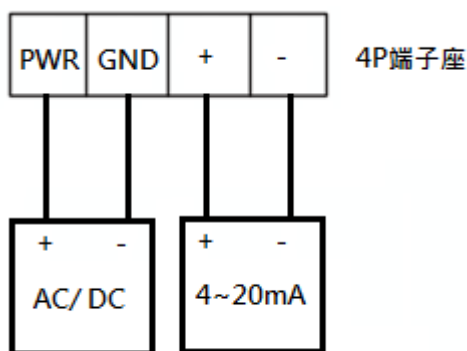 PWR GND + - 4P端子座
+ - + -
AC/ DC 4~20mA